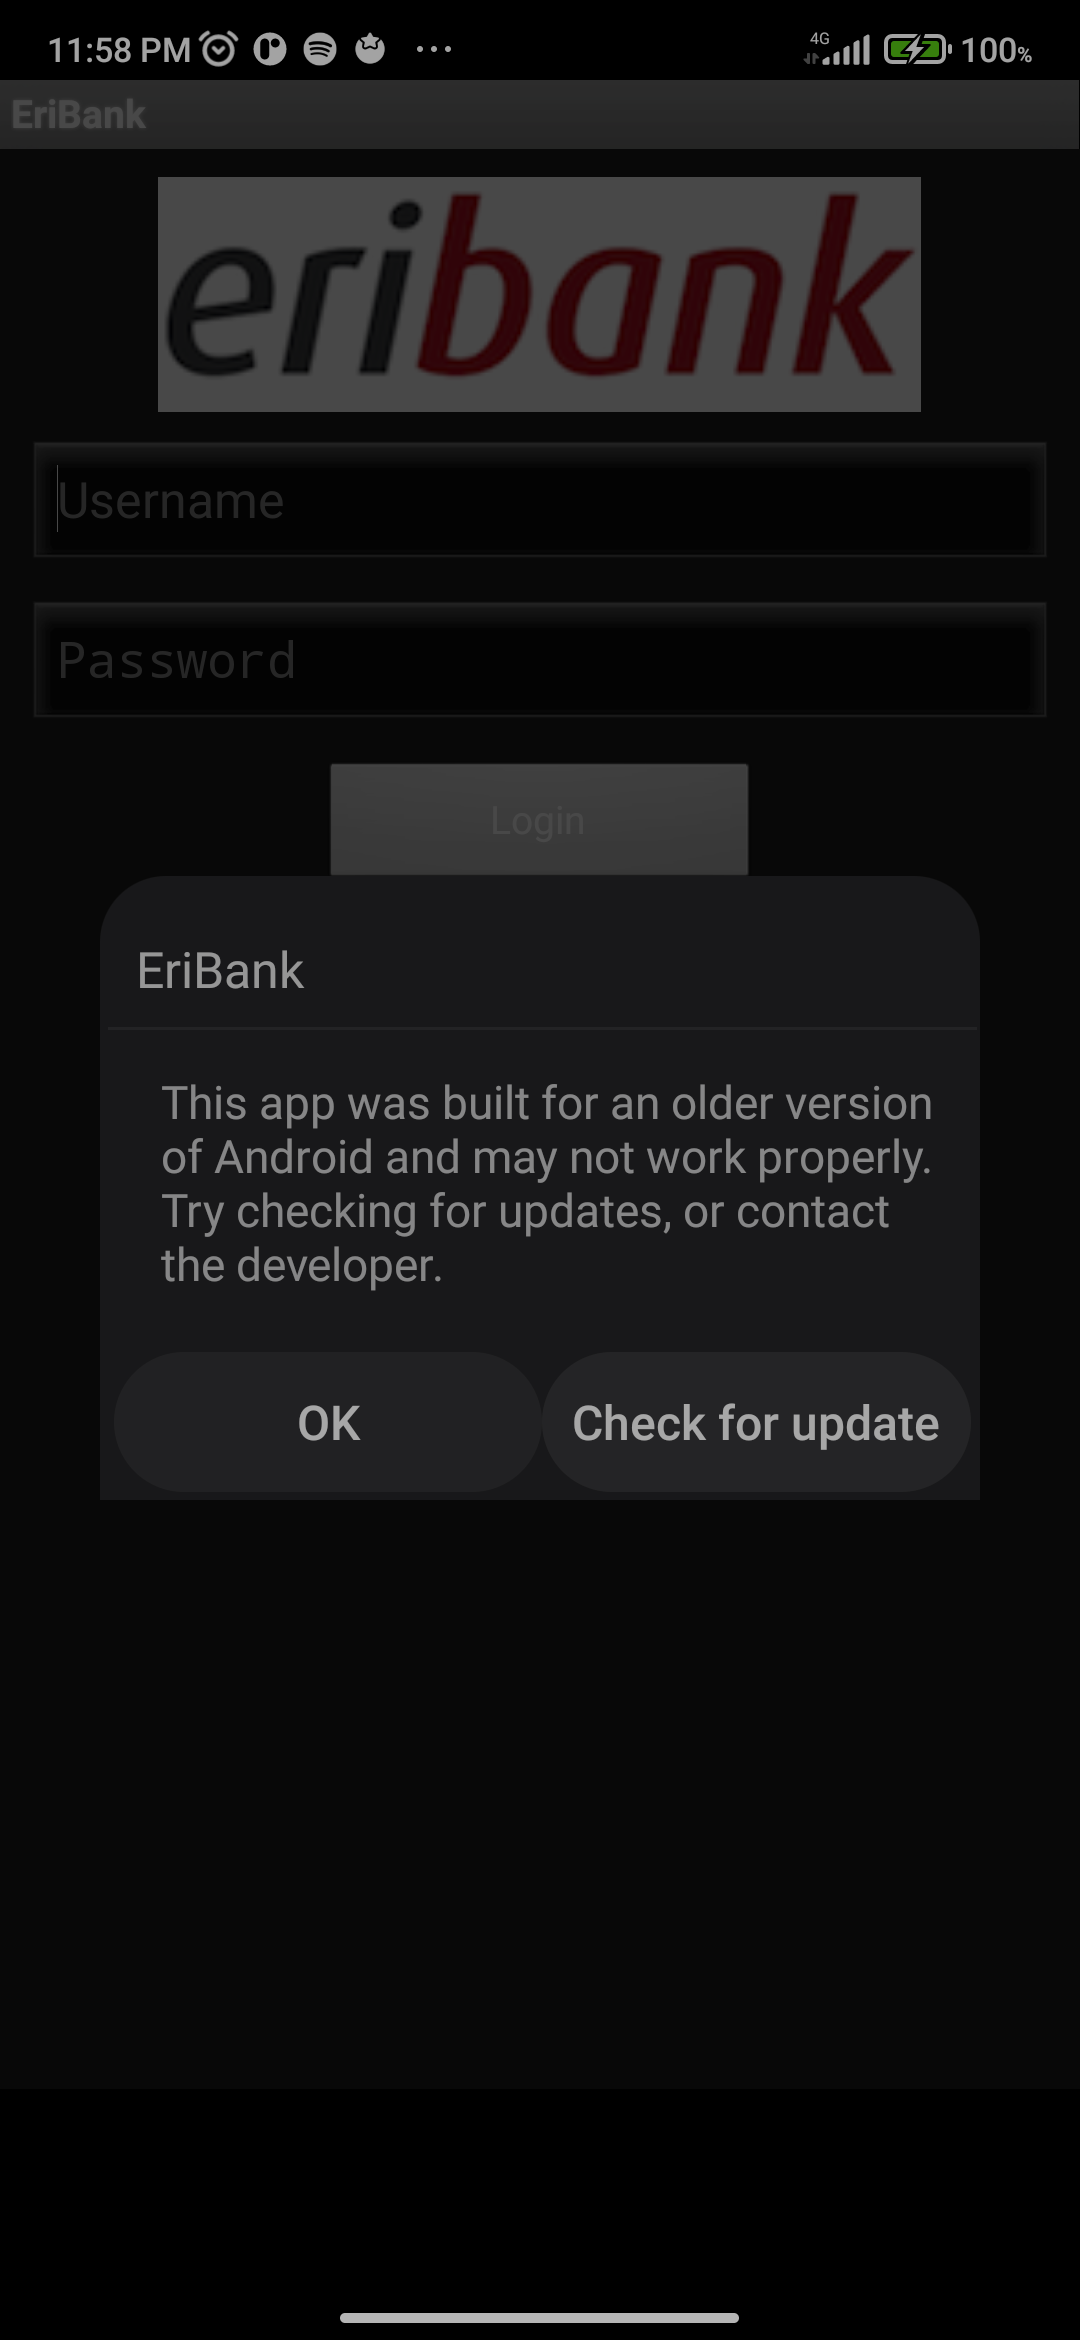 11:58 PM
4G
100%
EriBank
eribank
Username
Password
Login
EriBank
This app was built for an older version
of Android and may not work properly.
Try checking for updates, or contact
the developer.
OK
Check for update